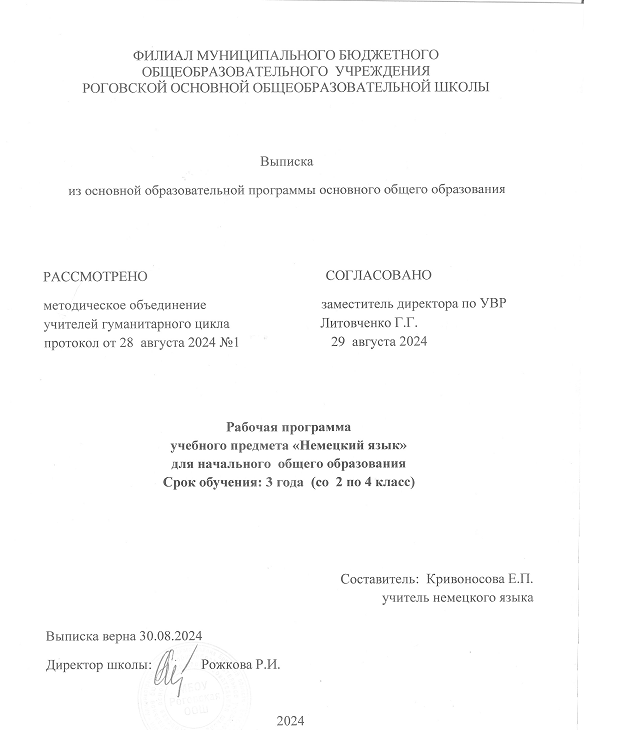 ФИЛИАЛ МУНИЦИПАЛЬНОГО БЮДЖЕТНОГО
ОБЩЕОБРАЗОВАТЕЛЬНОГО УЧРЕЖДЕНИЯ
РОГОВСКОЙ ОСНОВНОЙ ОБЩЕОБРАЗОВАТЕЛЬНОЙ ШКОЛЫ
Выписка
из основной образовательной программы основного общего образования
РАССМОТРЕНО
методическое объединение
учителей гуманитарного цикла
протокол от 28 августа 2024 №1
СОГЛАСОВАНО
заместитель директора по УВР
Литовченко Г.Г.
29 августа 2024
Рабочая программа
учебного предмета «Немецкий язык»
для начального общего образования
Срок обучения: 3 года (со 2 по 4 класс)
Составитель: Кривоносова Е.П.
учитель немецкого языка
Выписка верна 30.08.2024
Директор школы: Рожкова Р.И.
2024